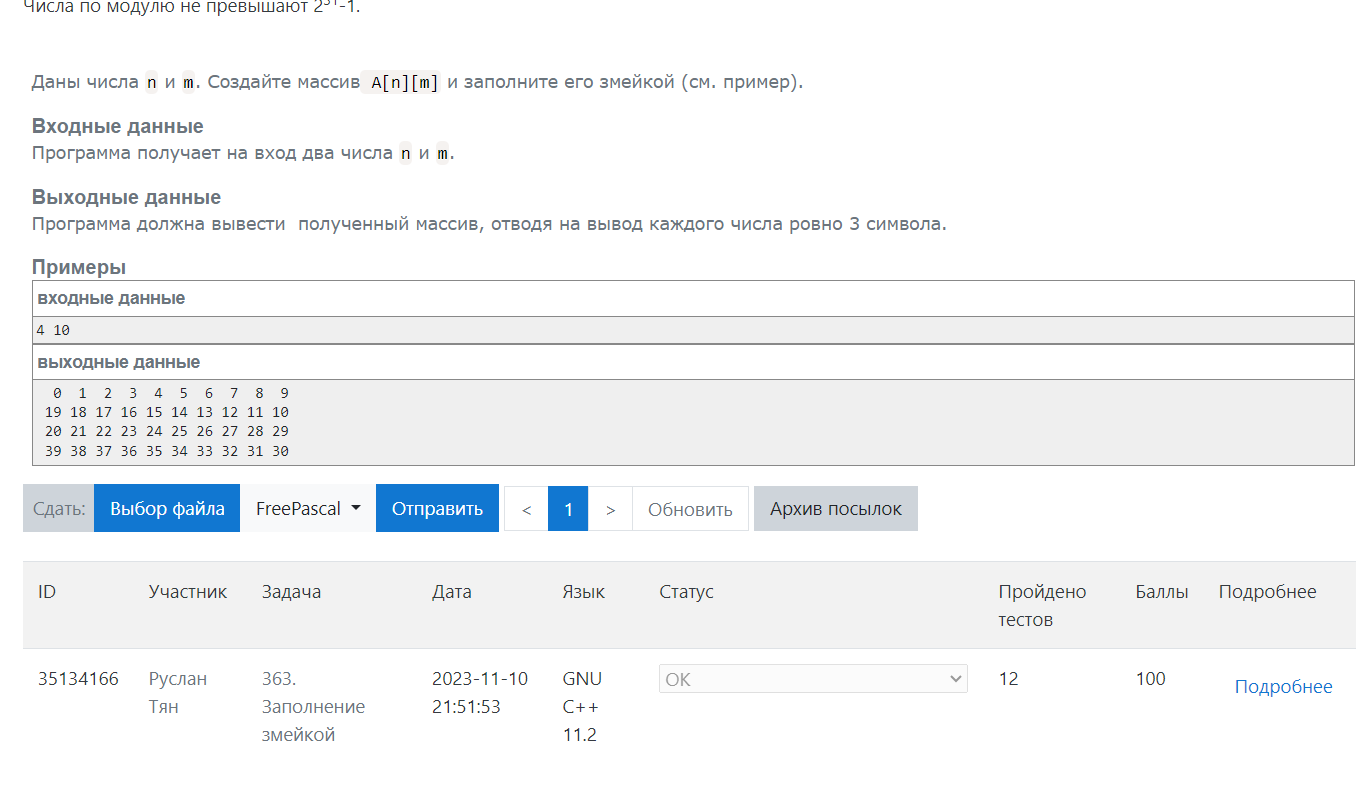 Числа по модулю не превышают 2³¹-1.
Даны числа n и m. Создайте массив A[n][m] и заполните его змейкой (см. пример).
Входные данные
Программа получает на вход два числа n и m.
Выходные данные
Программа должна вывести  полученный массив, отводя на вывод каждого числа ровно 3 символа.
Примеры
входные данные
4 10
выходные данные
  0  1  2  3  4  5  6  7  8  9
 19 18 17 16 15 14 13 12 11 10
 20 21 22 23 24 25 26 27 28 29
 39 38 37 36 35 34 33 32 31 30
Сдать: Выбор файла FreePascal Отправить < 1 > Обновить Архив посылок
ID Участник Задача Дата Язык Статус Пройдено Баллы Подробнее
тестов
35134166 Руслан 363. 2023-11-10 GNU OK 12 100 Подробнее
Тян Заполнение 21:51:53 C++
змейкой 11.2